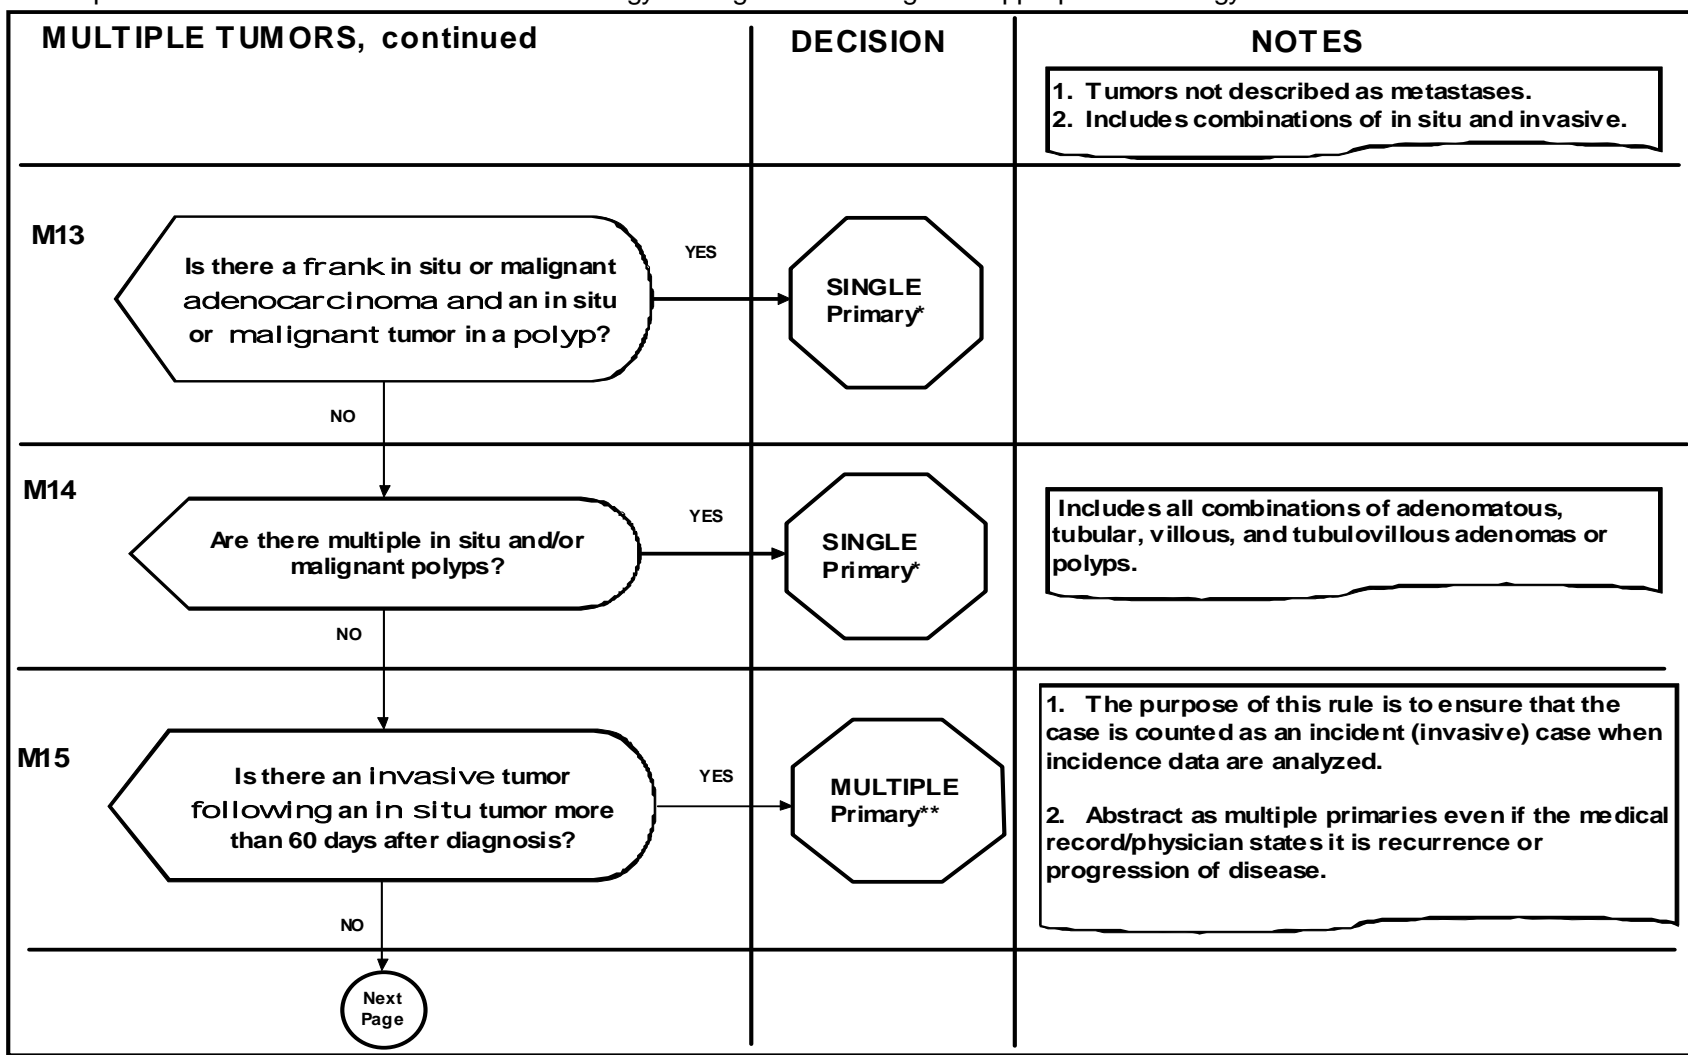 MULTIPLE TUMORS, continued
DECISION
NOTES
1. Tumors not described as metastases.
2. Includes combinations of in situ and invasive.
M13
Is there a frank in situ or malignant
adenocarcinoma and an in situ
or malignant tumor in a polyp?
YES
SINGLE
Primary*
NO
M14
Are there multiple in situ and/or
malignant polyps?
YES
SINGLE
Primary*
Includes all combinations of adenomatous,
tubular, villous, and tubulovillous adenomas or
polyps.
NO
M15
Is there an invasive tumor
following an in situ tumor more
than 60 days after diagnosis?
YES
MULTIPLE
Primary**
1. The purpose of this rule is to ensure that the
case is counted as an incident (invasive) case when
incidence data are analyzed.
2. Abstract as multiple primaries even if the medical
record/physician states it is recurrence or
progression of disease.
NO
Next
Page